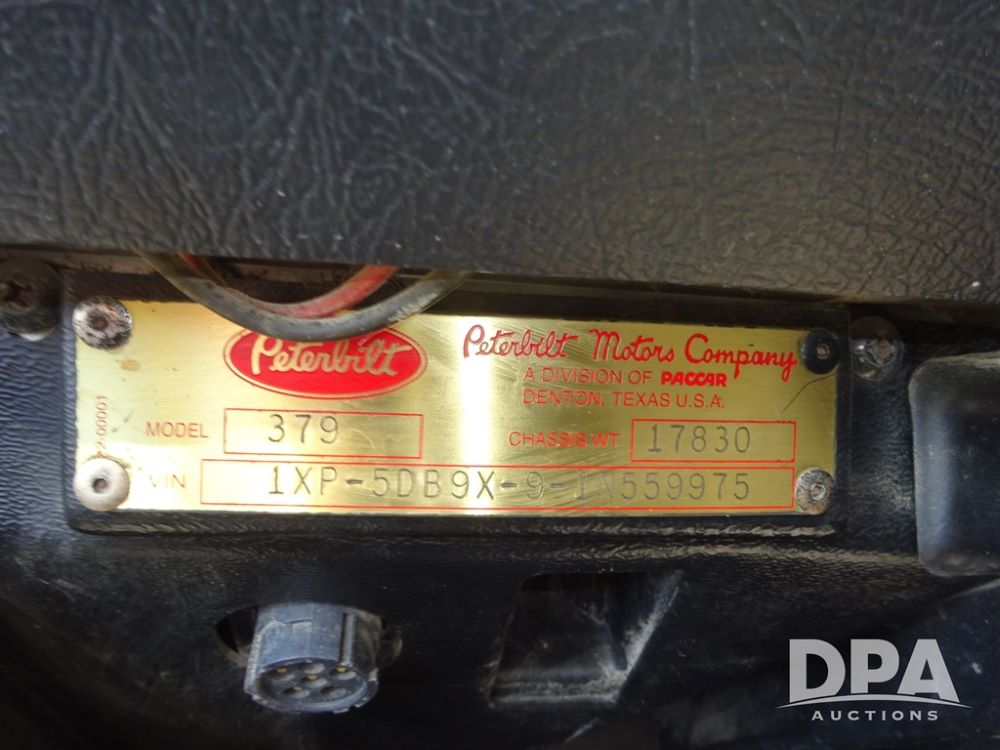 Peterbilt
Peterbilt Motors Company
A DIVISION OF PACCAR
DENTON, TEXAS U.S.A.
MODEL 379
CHASSIS WT. 17830
VIN 1XP-5DB9X-9-1N559975
DPA
AUCTIONS